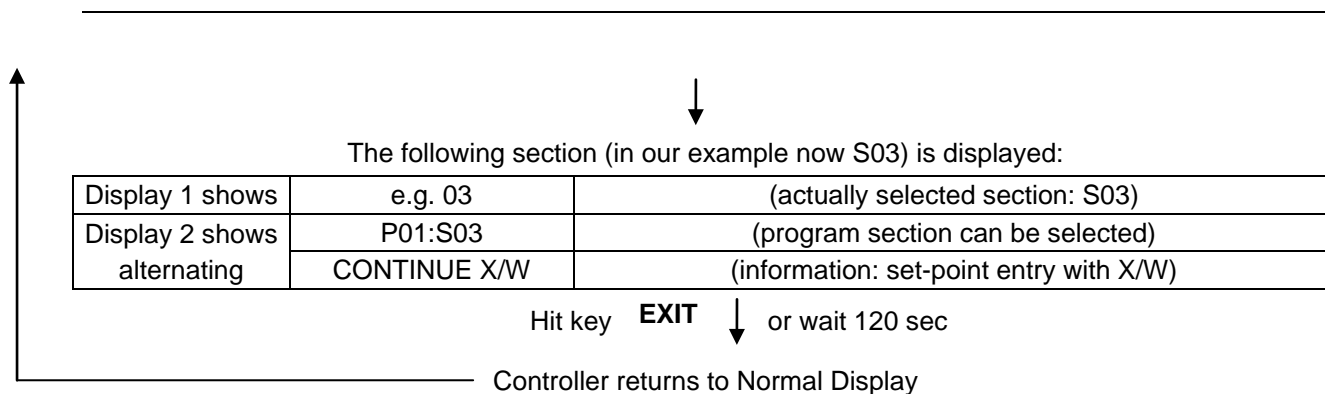 The following section (in our example now S03) is displayed:
Display 1 shows e.g. 03 (actually selected section: S03)
Display 2 shows alternating P01:S03 (program section can be selected)
CONTINUE X/W (information: set-point entry with X/W)
Hit key EXIT or wait 120 sec
Controller returns to Normal Display